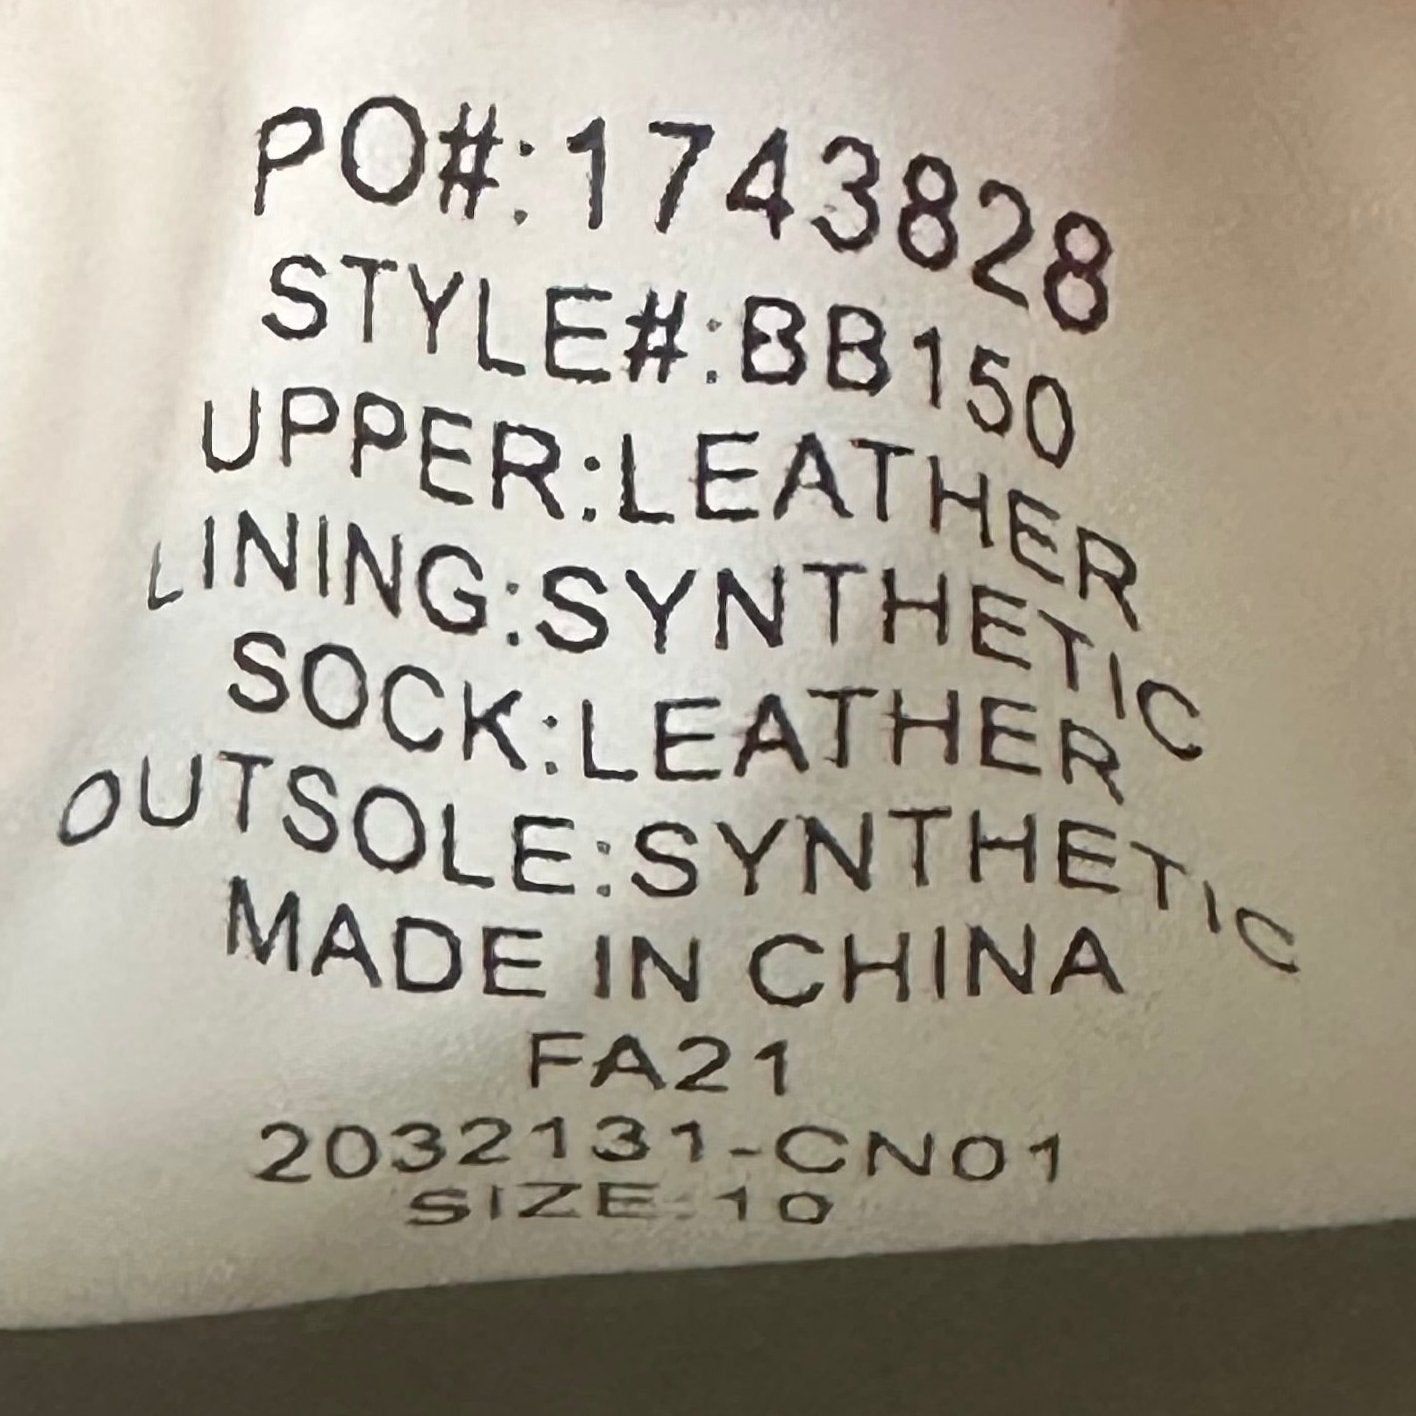 PO#:1743828
STYLE#:BB150
UPPER:LEATHER
LINING:SYNTHETIC
SOCK:LEATHER
OUTSOLE:SYNTHETIC
MADE IN CHINA
FA21
2032131-CN01
SIZE:10